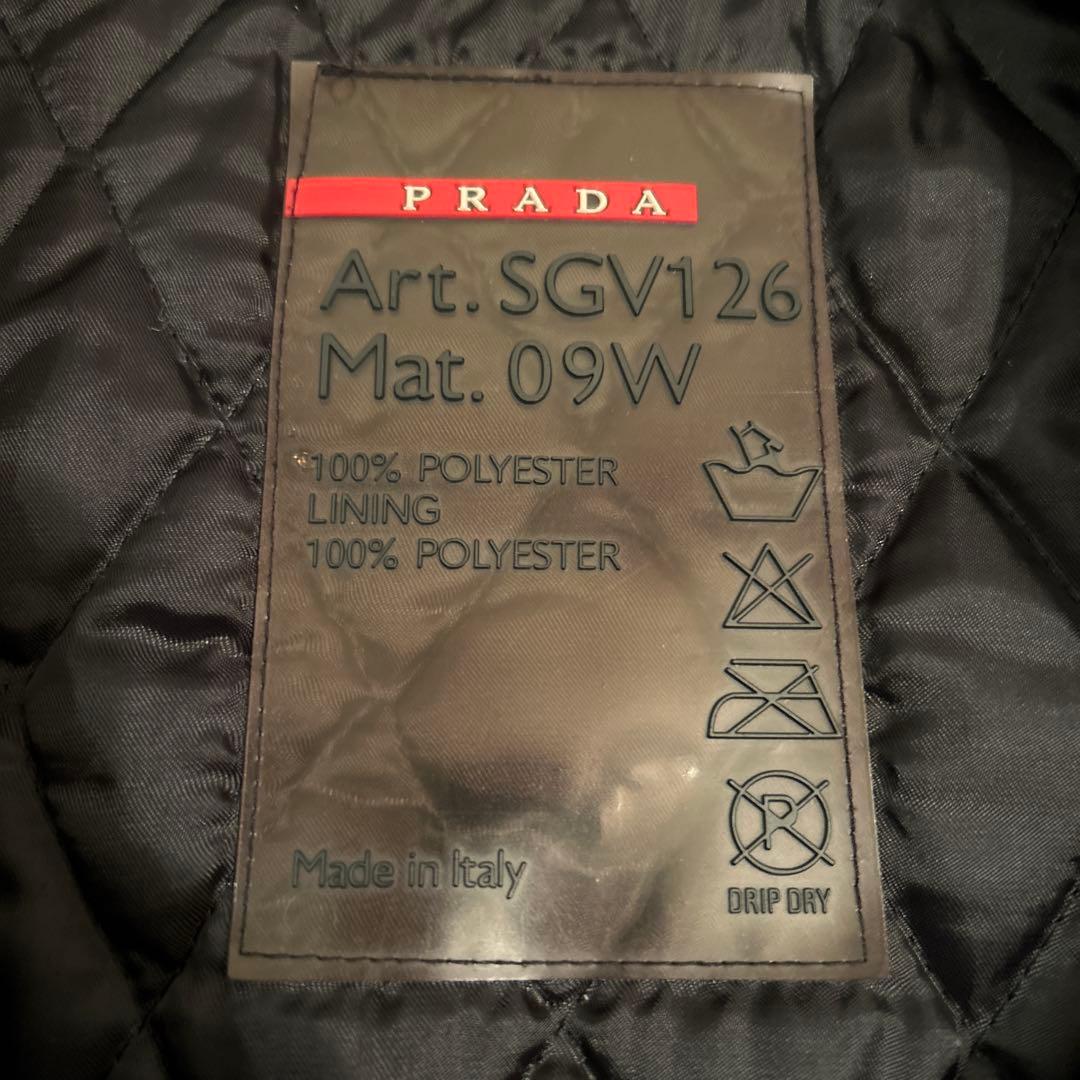 PRADA
Art. SGV126
Mat. 09W
100% POLYESTER
LINING
100% POLYESTER
P
DRIP DRY
Made in Italy